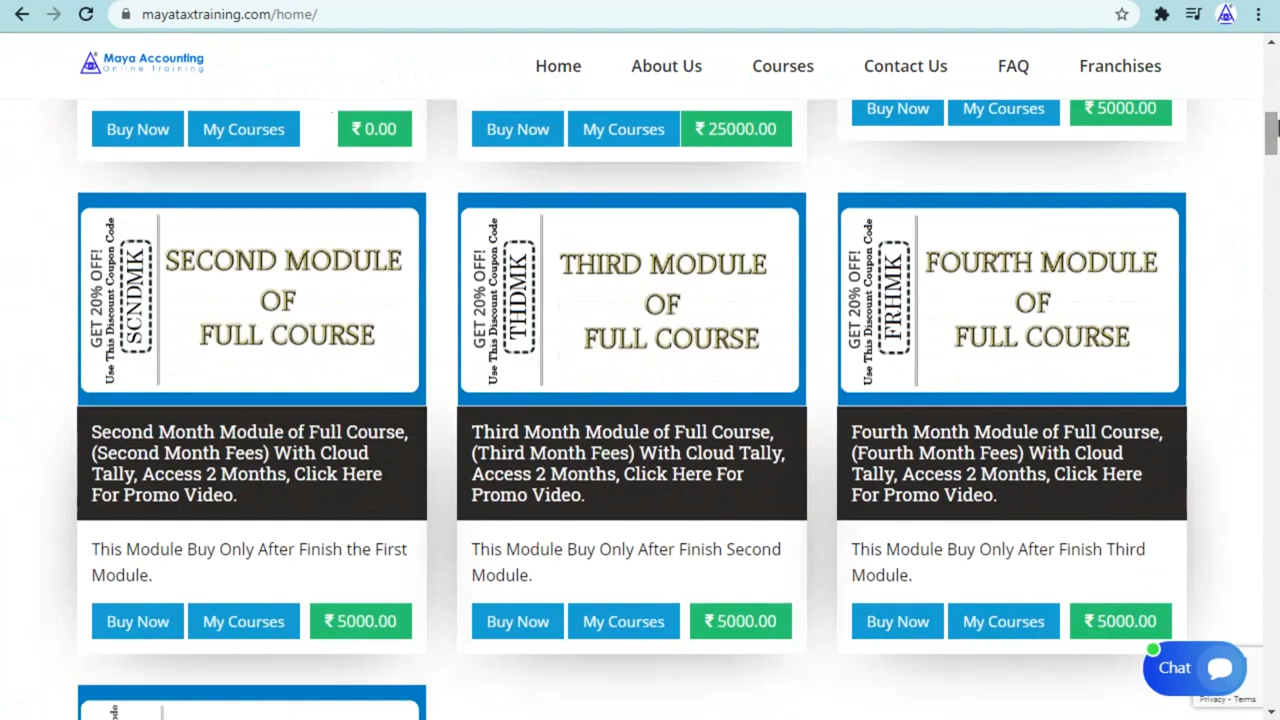 mayataxtraining.com/home/
Maya Accounting
Online Training
Home
About Us
Courses
Contact Us
FAQ
Franchises
Buy Now
My Courses
₹ 0.00
Buy Now
My Courses
₹ 25000.00
Buy Now
My Courses
₹ 5000.00
GET 20% OFF!
Use This Discount Coupon Code
SCNDMK
SECOND MODULE
OF
FULL COURSE
Second Month Module of Full Course,
(Second Month Fees) With Cloud
Tally, Access 2 Months, Click Here
For Promo Video.
This Module Buy Only After Finish the First
Module.
Buy Now
My Courses
₹ 5000.00
GET 20% OFF!
Use This Discount Coupon Code
THDMK
THIRD MODULE
OF
FULL COURSE
Third Month Module of Full Course,
(Third Month Fees) With Cloud Tally,
Access 2 Months, Click Here For
Promo Video.
This Module Buy Only After Finish Second
Module.
Buy Now
My Courses
₹ 5000.00
GET 20% OFF!
Use This Discount Coupon Code
FRHMK
FOURTH MODULE
OF
FULL COURSE
Fourth Month Module of Full Course,
(Fourth Month Fees) With Cloud
Tally, Access 2 Months, Click Here
For Promo Video.
This Module Buy Only After Finish Third
Module.
Buy Now
My Courses
₹ 5000.00
Chat
Privacy - Terms